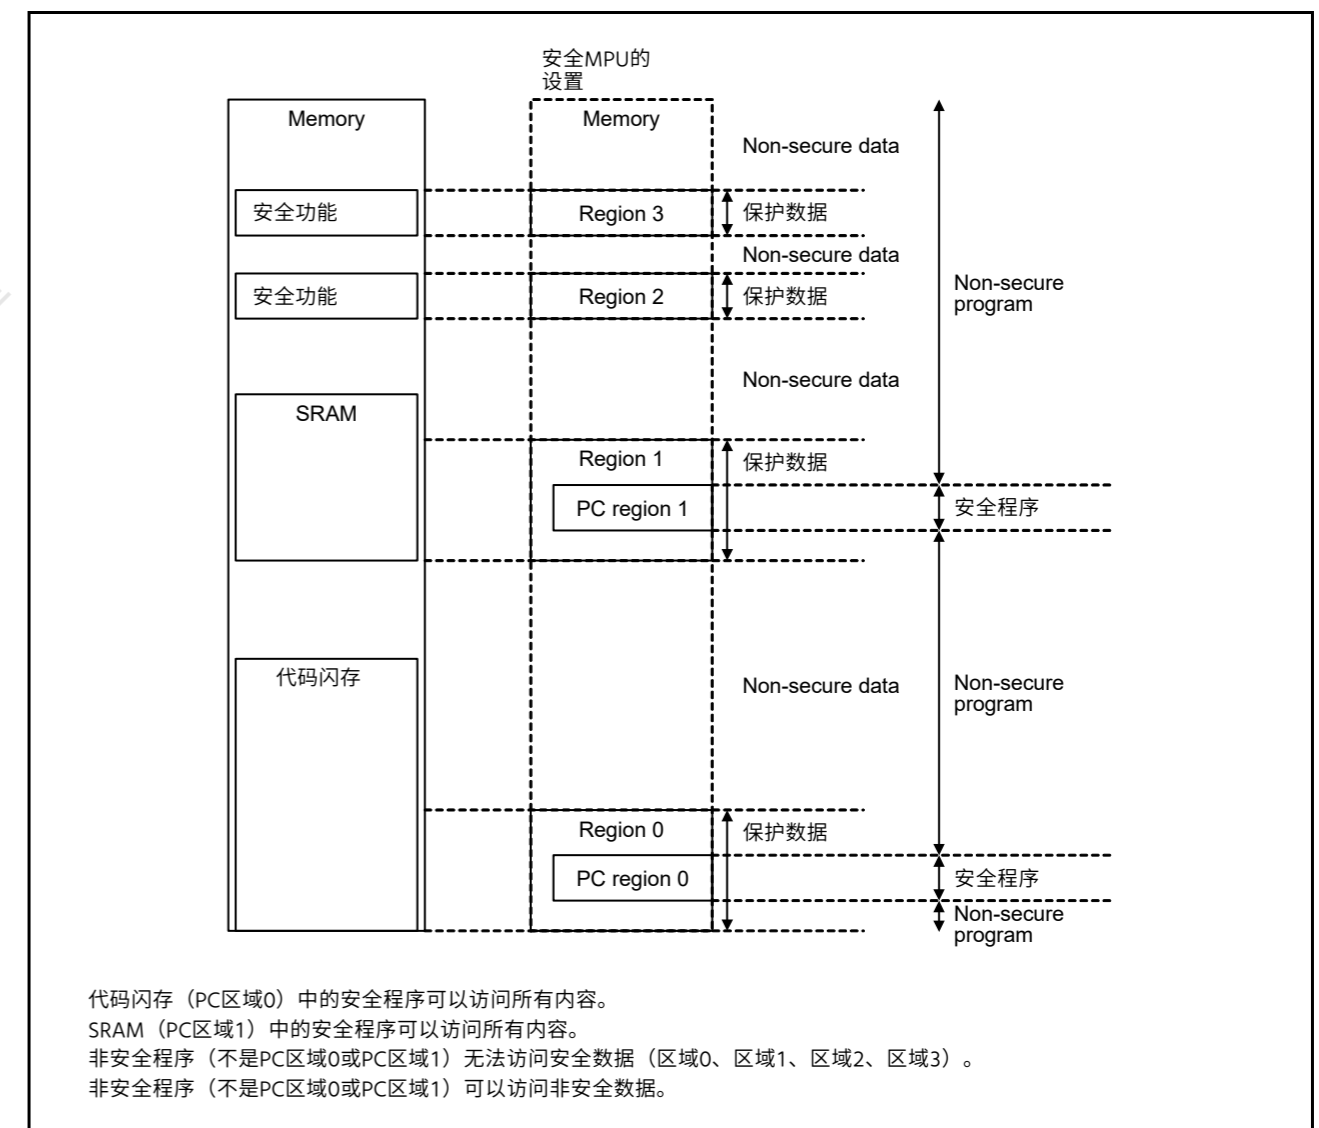 安全MPU的
设置
Memory
Memory
Non-secure data
安全功能
Region 3
保护数据
Non-secure data
安全功能
Region 2
保护数据
Non-secure
program
Non-secure data
SRAM
Region 1
保护数据
PC region 1
安全程序
代码闪存
Non-secure data
Non-secure
program
Region 0
保护数据
PC region 0
安全程序
Non-secure
program
代码闪存（PC区域0）中的安全程序可以访问所有内容。
SRAM（PC区域1）中的安全程序可以访问所有内容。
非安全程序（不是PC区域0或PC区域1）无法访问安全数据（区域0、区域1、区域2、区域3）。
非安全程序（不是PC区域0或PC区域1）可以访问非安全数据。